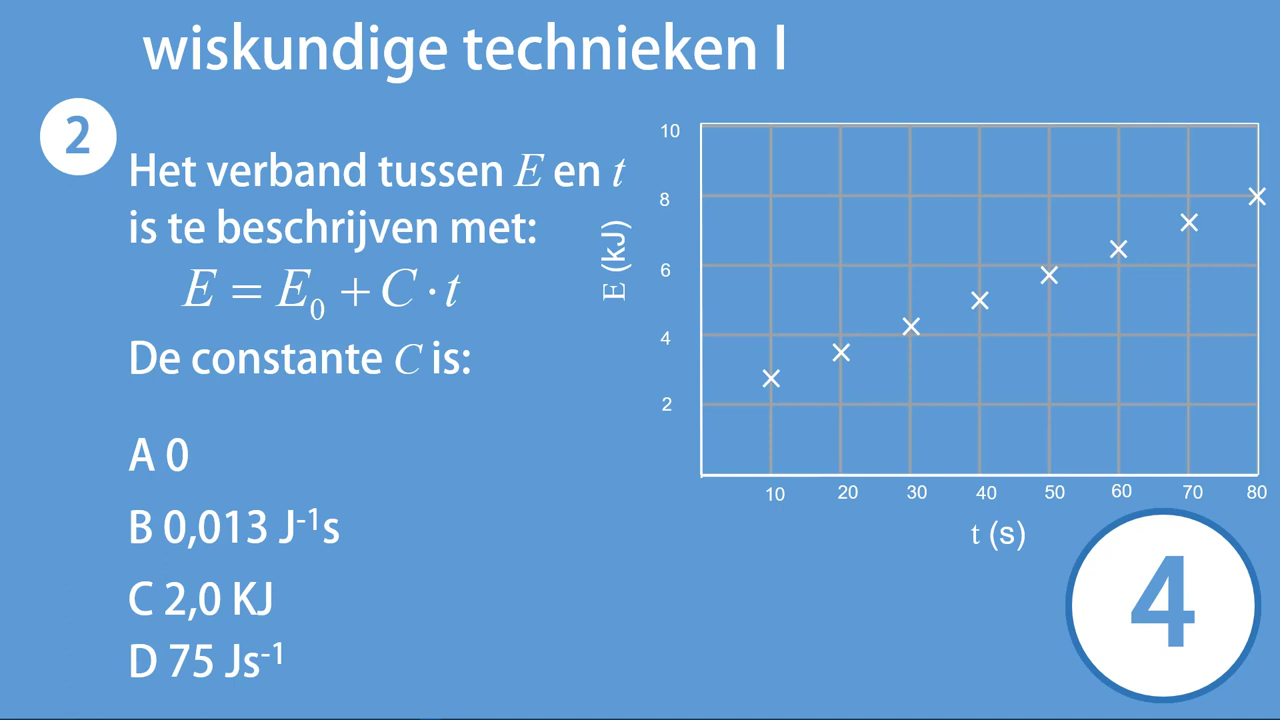 wiskundige technieken I
2
Het verband tussen E en t
is te beschrijven met:
E = E₀ + C · t
De constante C is:
A 0
B 0,013 J⁻¹s
C 2,0 KJ
D 75 Js⁻¹
10
8
6
4
2
E (kJ)
10 20 30 40 50 60 70 80
t (s)
4